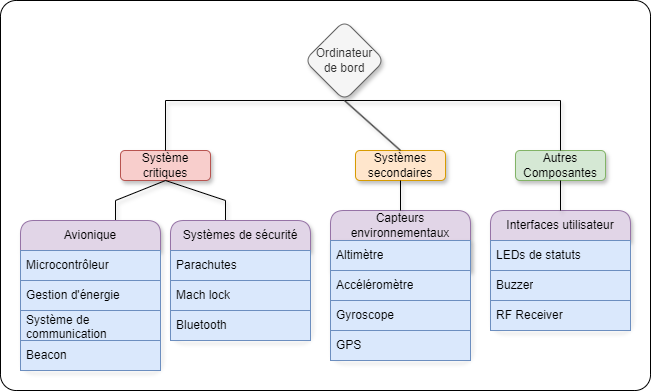 Ordinateur
de bord
Système
critiques
Systèmes
secondaires
Autres
Composantes
Avionique
Microcontrôleur
Gestion d'énergie
Système de
communication
Beacon
Systèmes de sécurité
Parachutes
Mach lock
Bluetooth
Capteurs
environnementaux
Altimètre
Accéléromètre
Gyroscope
GPS
Interfaces utilisateur
LEDs de statuts
Buzzer
RF Receiver